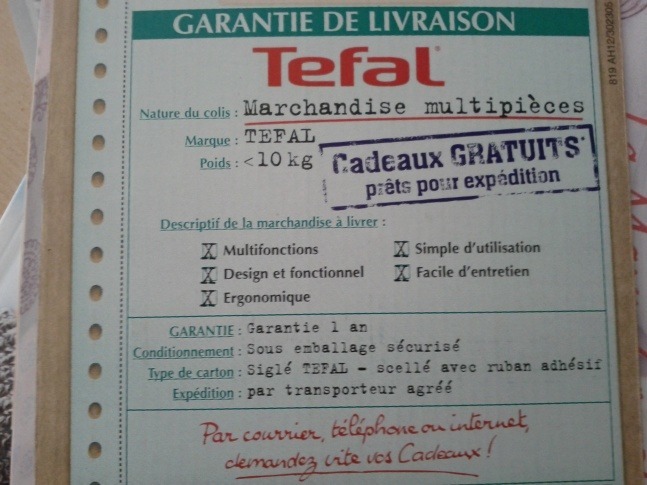 GARANTIE DE LIVRAISON
Tefal
819 AH12/302305
Nature du colis : Marchandise multipièces
Marque : TEFAL
Poids : <10 kg
Cadeaux GRATUITS
prêts pour expédition
Descriptif de la marchandise à livrer :
X Multifonctions
X Simple d'utilisation
X Design et fonctionnel
X Facile d'entretien
X Ergonomique
GARANTIE : Garantie 1 an
Conditionnement : Sous emballage sécurisé
Type de carton : Siglé TEFAL - scellé avec ruban adhésif
Expédition : par transporteur agréé
Par courrier, téléphone ou internet,
demandez vite vos Cadeaux !